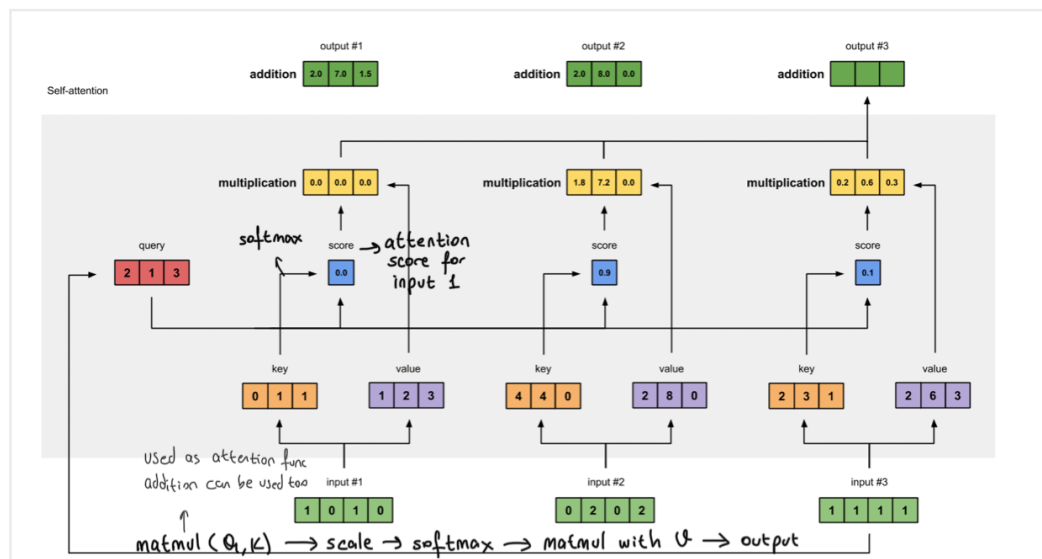 output #1
output #2
output #3
addition 2.0 7.0 1.5
addition 2.0 8.0 0.0
addition
Self-attention
multiplication 0.0 0.0 0.0
multiplication 1.8 7.2 0.0
multiplication 0.2 0.6 0.3
softmax
score → attention
score for
input 1
score
score
query
2 1 3
0.0
0.9
0.1
key
value
key
value
key
value
0 1 1
1 2 3
4 4 0
2 8 0
2 3 1
2 6 3
used as attention func
addition can be used too
input #1
input #2
input #3
1 0 1 0
0 2 0 2
1 1 1 1
matmul (Q, K) → scale → softmax → matmul with V → output